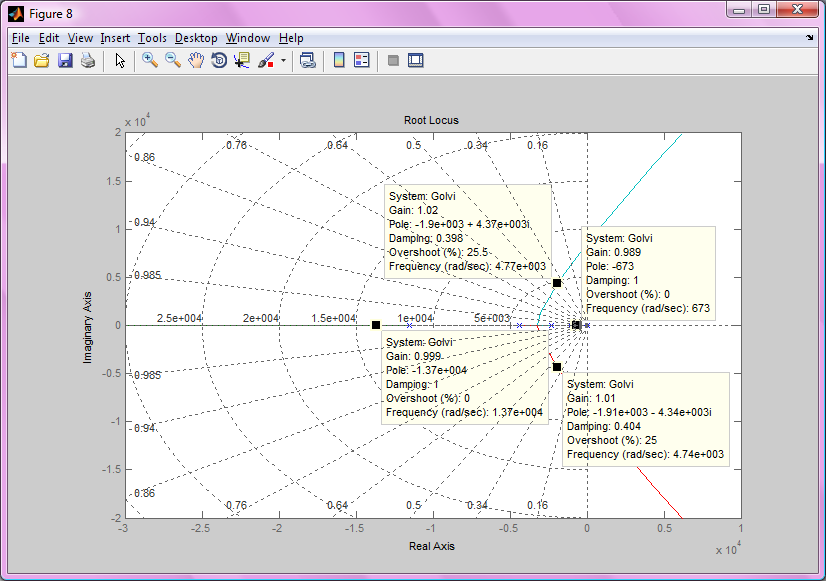 Figure 8
File Edit View Insert Tools Desktop Window Help
Root Locus
x 10^4
2
1.5
1
0.5
0
-0.5
-1
-1.5
-2
Imaginary Axis
0.76 0.64 0.5 0.34 0.16
0.86
0.94
0.985
2.5e+004 2e+004 1.5e+004 1e+004 5e+003
0.985
0.94
0.86
0.76 0.64 0.5 0.34 0.16
System: Golvi
Gain: 1.02
Pole: -1.9e+003 + 4.37e+003i
Damping: 0.398
Overshoot (%): 25.5
Frequency (rad/sec): 4.77e+003
System: Golvi
Gain: 0.989
Pole: -673
Damping: 1
Overshoot (%): 0
Frequency (rad/sec): 673
System: Golvi
Gain: 0.999
Pole: -1.37e+004
Damping: 1
Overshoot (%): 0
Frequency (rad/sec): 1.37e+004
System: Golvi
Gain: 1.01
Pole: -1.91e+003 - 4.34e+003i
Damping: 0.404
Overshoot (%): 25
Frequency (rad/sec): 4.74e+003
-3 -2.5 -2 -1.5 -1 -0.5 0 0.5 1
Real Axis
x 10^4